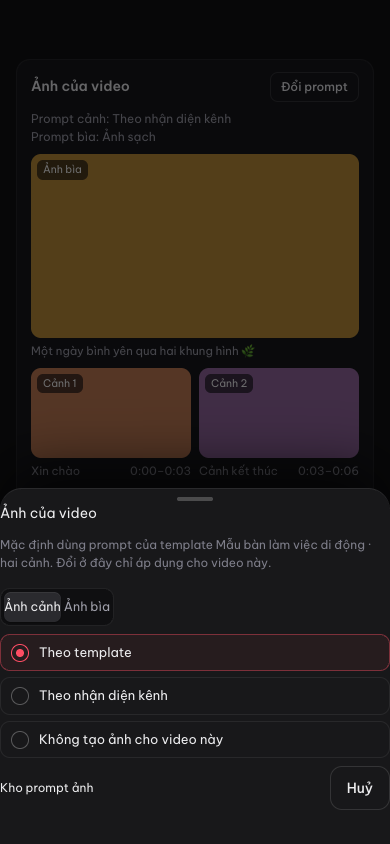 Ảnh của video
Đổi prompt
Prompt cảnh: Theo nhận diện kênh
Prompt bìa: Ảnh sạch
Ảnh bìa
Một ngày bình yên qua hai khung hình 🌿
Cảnh 1
Cảnh 2
Xin chào 0:00–0:03
Cảnh kết thúc 0:03–0:06
Ảnh của video
Mặc định dùng prompt của template Mẫu bàn làm việc di động ·
hai cảnh. Đổi ở đây chỉ áp dụng cho video này.
Ảnh cảnh
Ảnh bìa
Theo template
Theo nhận diện kênh
Không tạo ảnh cho video này
Kho prompt ảnh
Huỷ